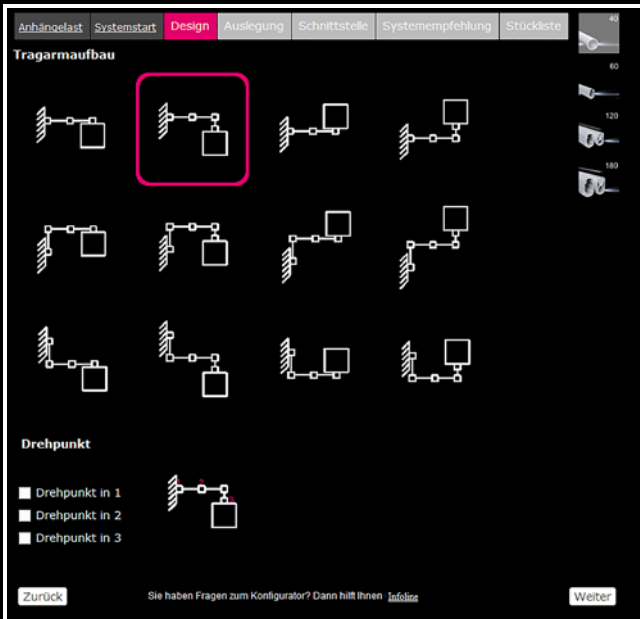 Anhängelast Systemstart Design Auslegung Schnittstelle Systemempfehlung Stückliste
40
Tragarmaufbau
60
120
180
Drehpunkt
Drehpunkt in 1
Drehpunkt in 2
Drehpunkt in 3
Zurück
Sie haben Fragen zum Konfigurator? Dann hilft Ihnen Infoline
Weiter